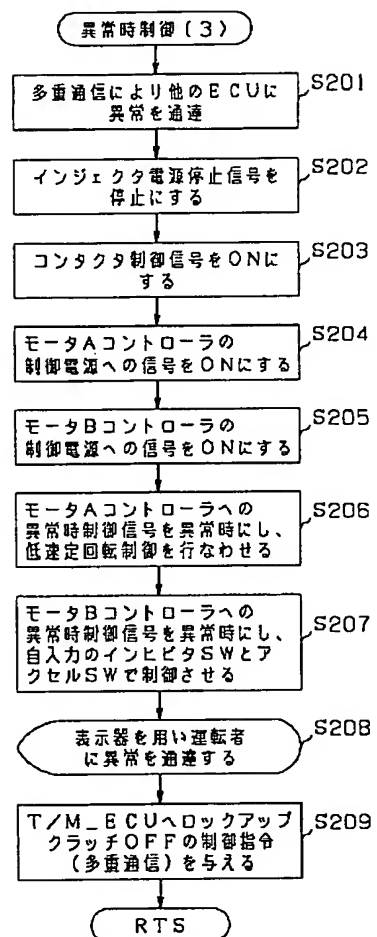 異常時制御(3)
S201
多重通信により他のECUに
異常を通達
S202
インジェクタ電源停止信号を
停止にする
S203
コンタクタ制御信号をONに
する
S204
モータAコントローラの
制御電源への信号をONにする
S205
モータBコントローラの
制御電源への信号をONにする
S206
モータAコントローラへの
異常時制御信号を異常時にし、
低速定回転制御を行なわせる
S207
モータBコントローラへの
異常時制御信号を異常時にし、
自入力のインヒビタSWとア
クセルSWで制御させる
S208
表示器を用い運転者
に異常を通達する
S209
T/M_ECUへロックアップ
クラッチOFFの制御指令
(多重通信)を与える
RTS